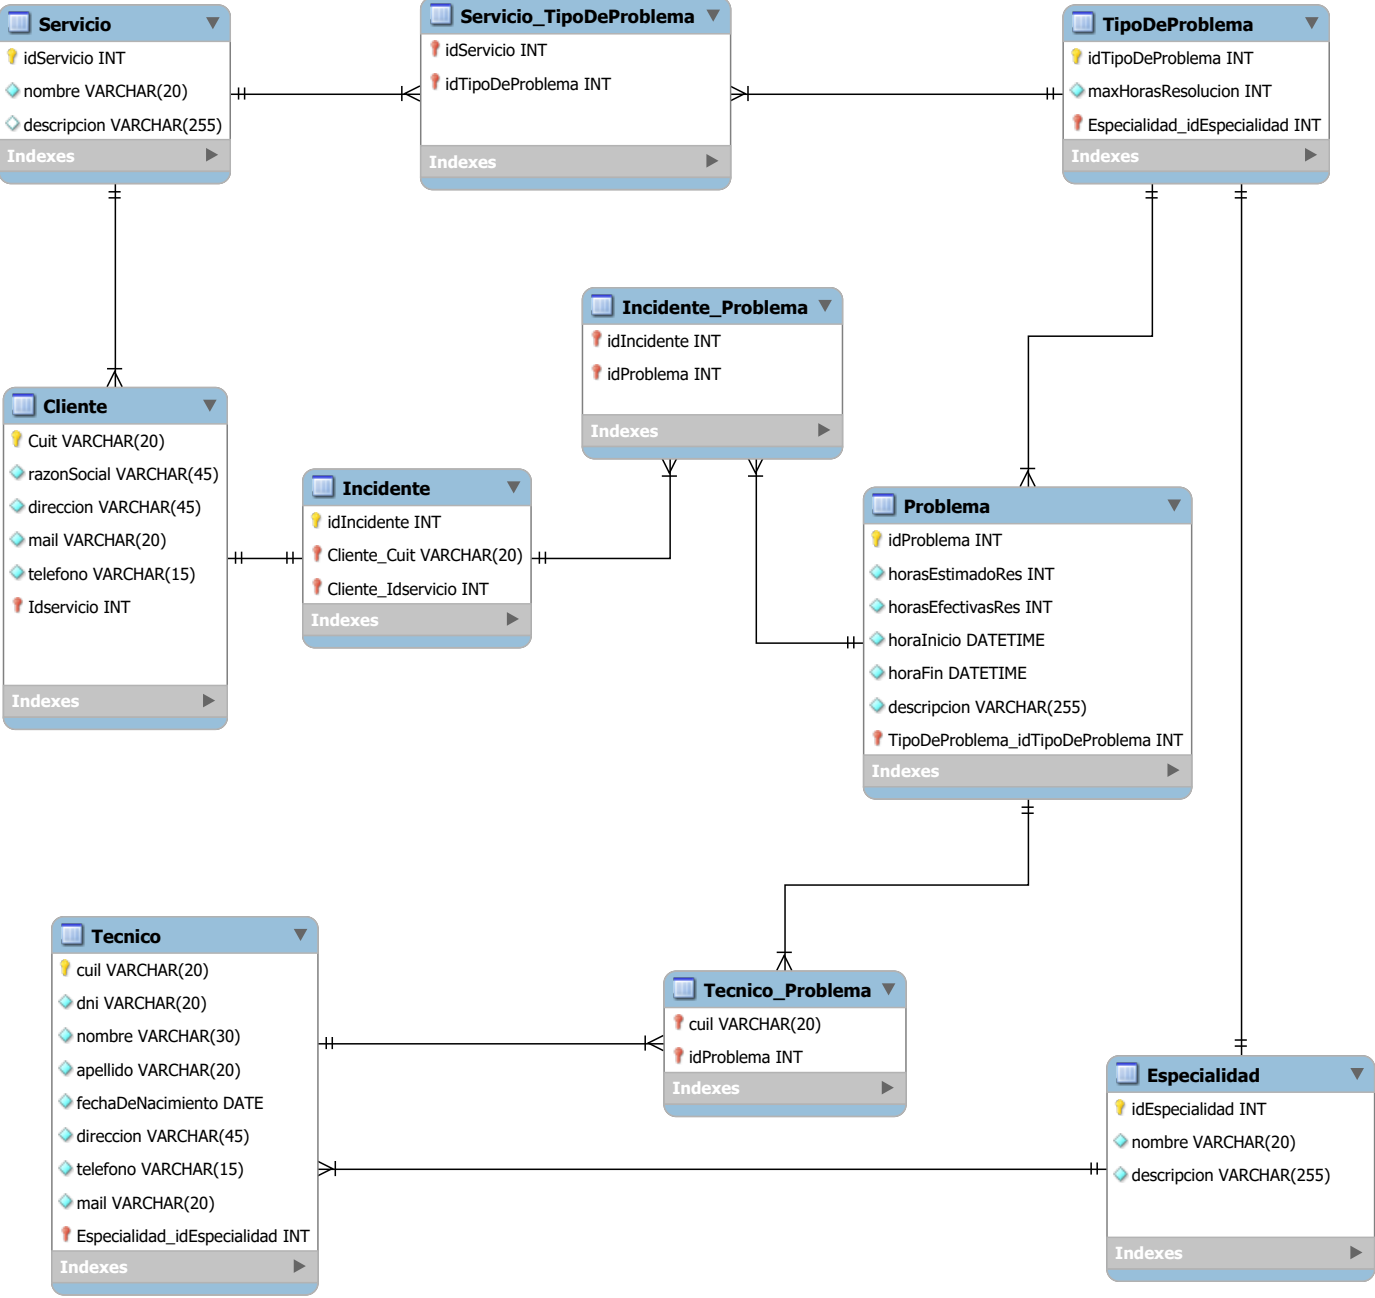 Servicio
idServicio INT
nombre VARCHAR(20)
descripcion VARCHAR(255)
Indexes
Servicio_TipoDeProblema
idServicio INT
idTipoDeProblema INT
Indexes
TipoDeProblema
idTipoDeProblema INT
maxHorasResolucion INT
Especialidad_idEspecialidad INT
Indexes
Incidente_Problema
idIncidente INT
idProblema INT
Indexes
Cliente
Cuit VARCHAR(20)
razonSocial VARCHAR(45)
direccion VARCHAR(45)
mail VARCHAR(20)
telefono VARCHAR(15)
Idservicio INT
Indexes
Incidente
idIncidente INT
Cliente_Cuit VARCHAR(20)
Cliente_Idservicio INT
Indexes
Problema
idProblema INT
horasEstimadoRes INT
horasEfectivasRes INT
horaInicio DATETIME
horaFin DATETIME
descripcion VARCHAR(255)
TipoDeProblema_idTipoDeProblema INT
Indexes
Tecnico
cuil VARCHAR(20)
dni VARCHAR(20)
nombre VARCHAR(30)
apellido VARCHAR(20)
fechaDeNacimiento DATE
direccion VARCHAR(45)
telefono VARCHAR(15)
mail VARCHAR(20)
Especialidad_idEspecialidad INT
Indexes
Tecnico_Problema
cuil VARCHAR(20)
idProblema INT
Indexes
Especialidad
idEspecialidad INT
nombre VARCHAR(20)
descripcion VARCHAR(255)
Indexes